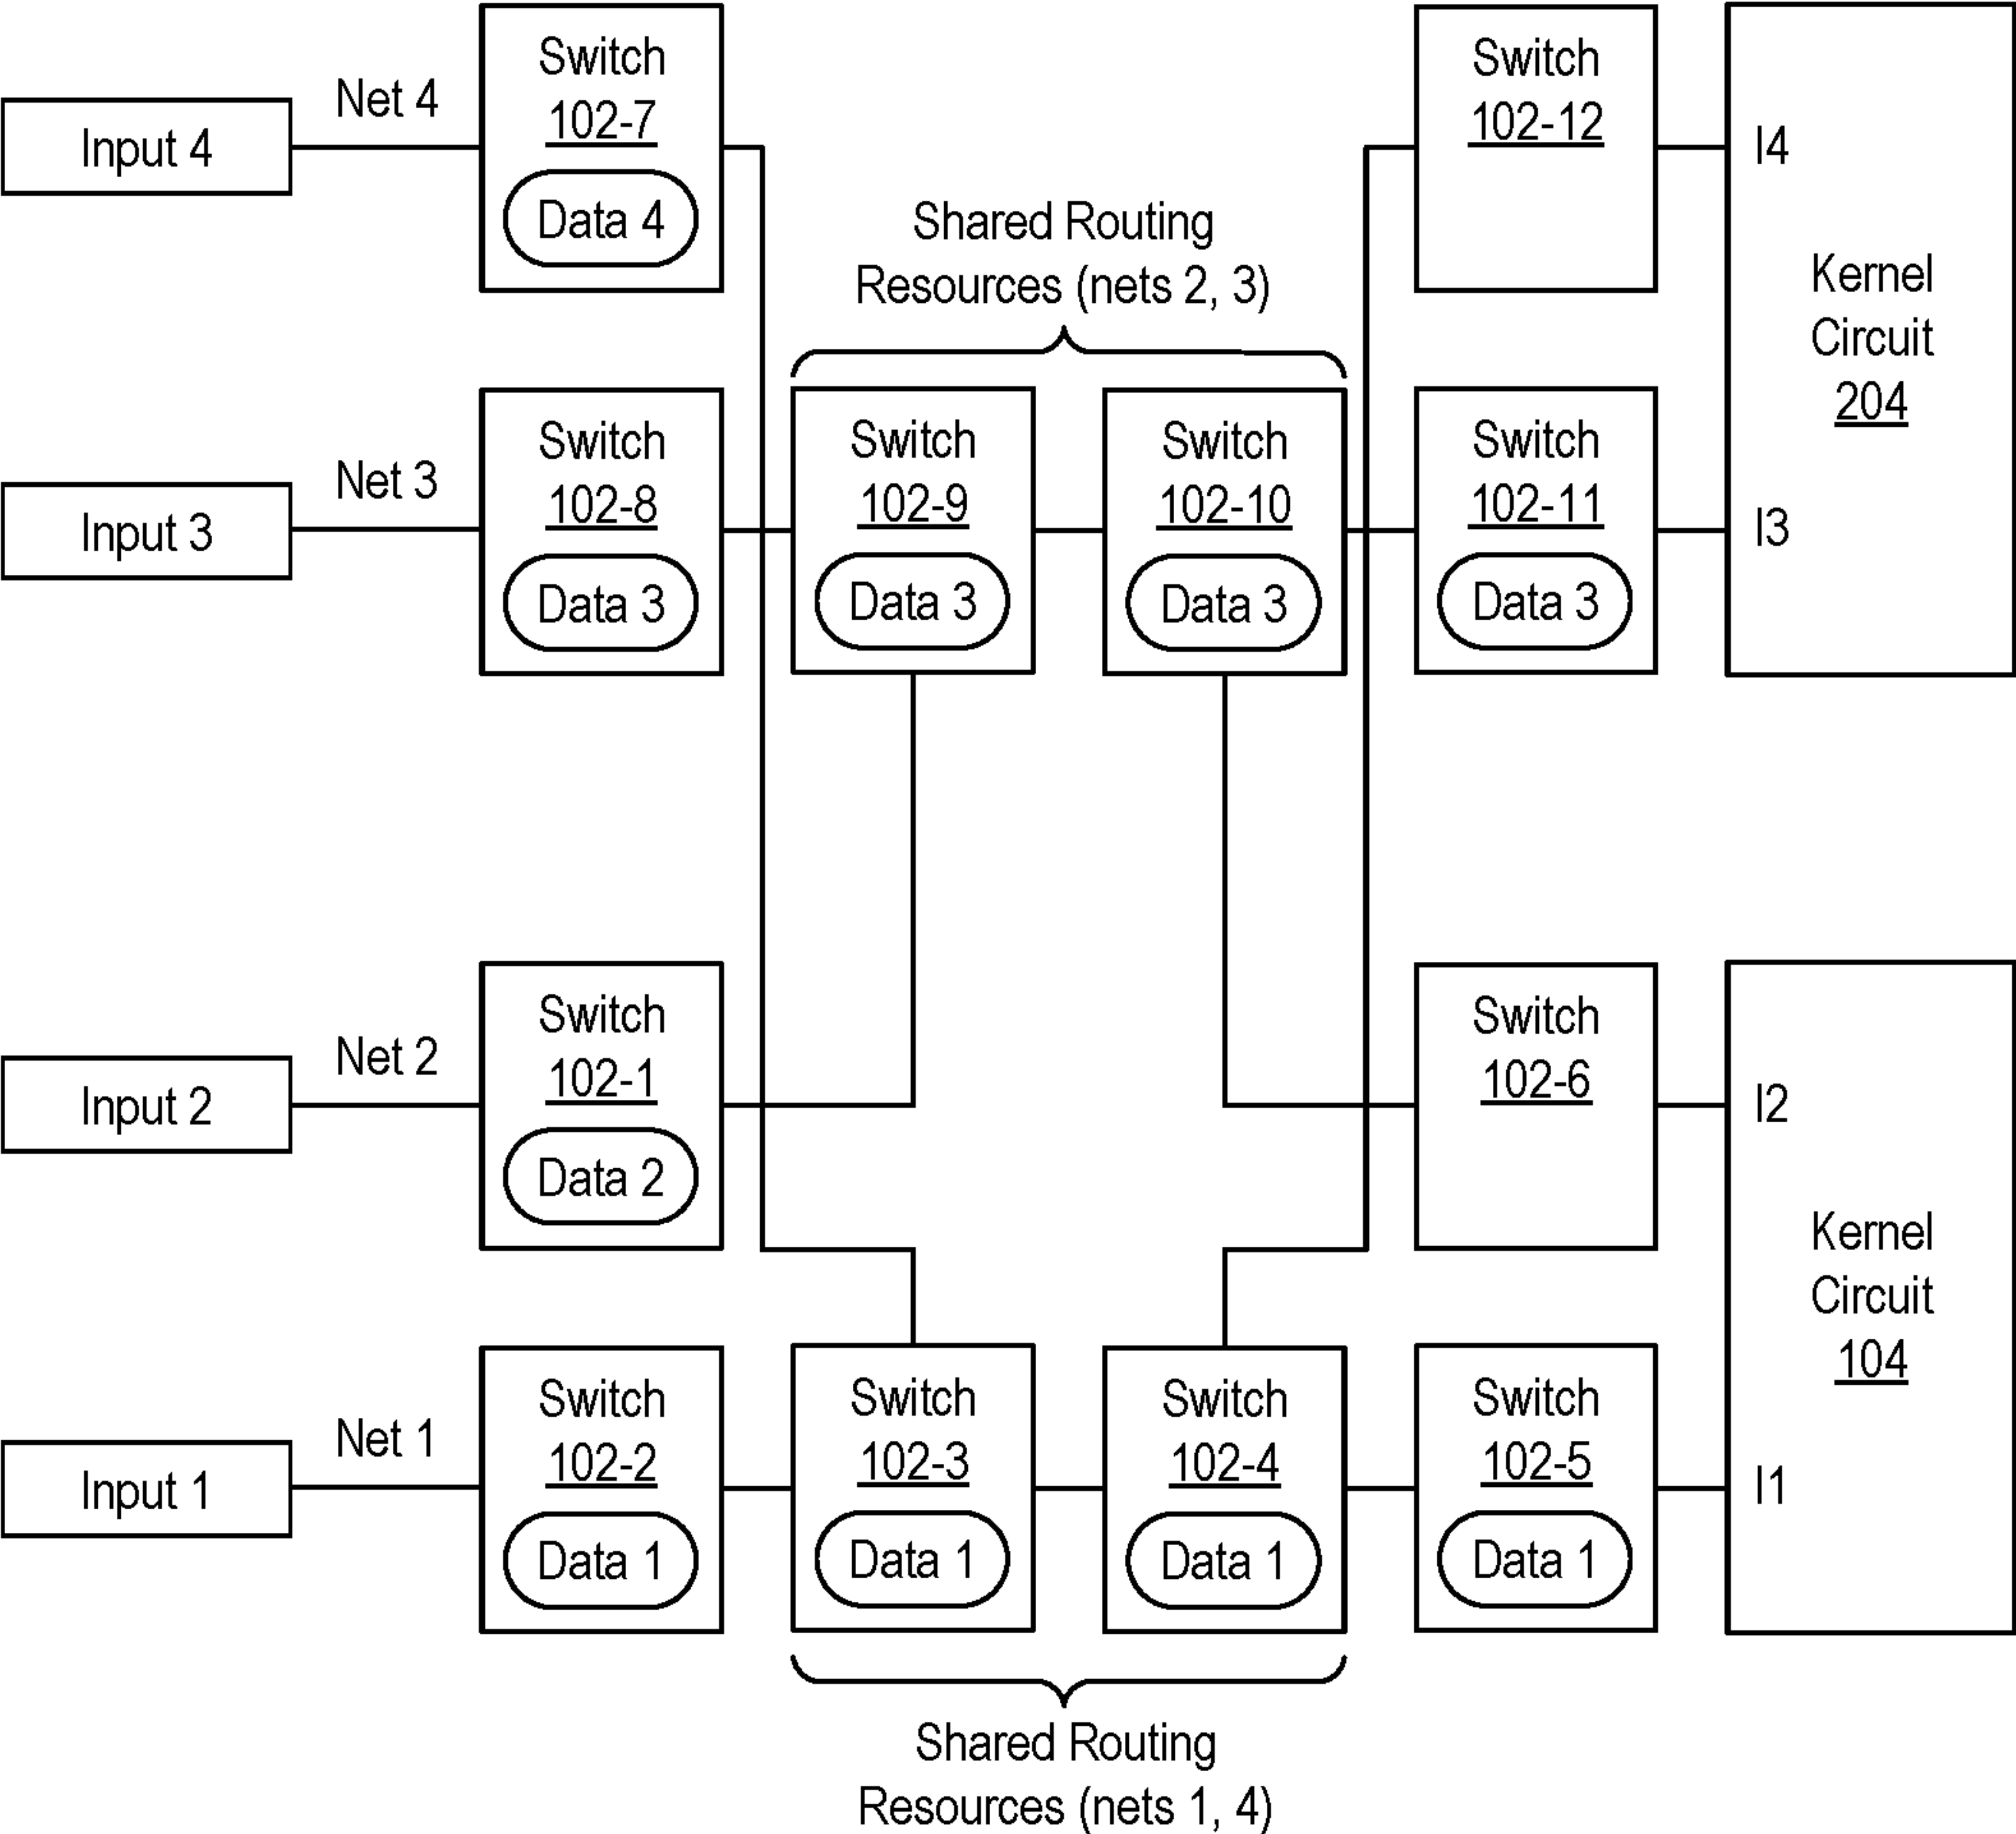 Input 4
Net 4
Switch
102-7
Data 4
Shared Routing
Resources (nets 2, 3)
Switch
102-12
I4
Kernel
Circuit
204
I3
Input 3
Net 3
Switch
102-8
Data 3
Switch
102-9
Data 3
Switch
102-10
Data 3
Switch
102-11
Data 3
Input 2
Net 2
Switch
102-1
Data 2
Switch
102-6
I2
Kernel
Circuit
104
I1
Input 1
Net 1
Switch
102-2
Data 1
Switch
102-3
Data 1
Switch
102-4
Data 1
Switch
102-5
Data 1
Shared Routing
Resources (nets 1, 4)